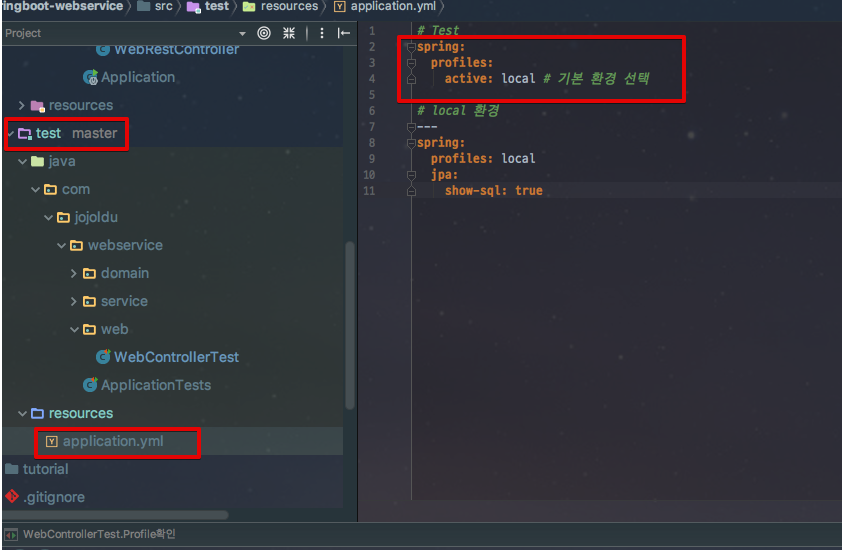 ringboot-webservice src test resources application.yml
Project
WebRestController
Application
resources
test master
java
com
jojoldu
webservice
domain
service
web
WebControllerTest
ApplicationTests
resources
application.yml
tutorial
.gitignore
1 # Test
2 spring:
3 profiles:
4 active: local # 기본 환경 선택
5
6 # local 환경
7 ---
8 spring:
9 profiles: local
10 jpa:
11 show-sql: true
WebControllerTest.Profile확인